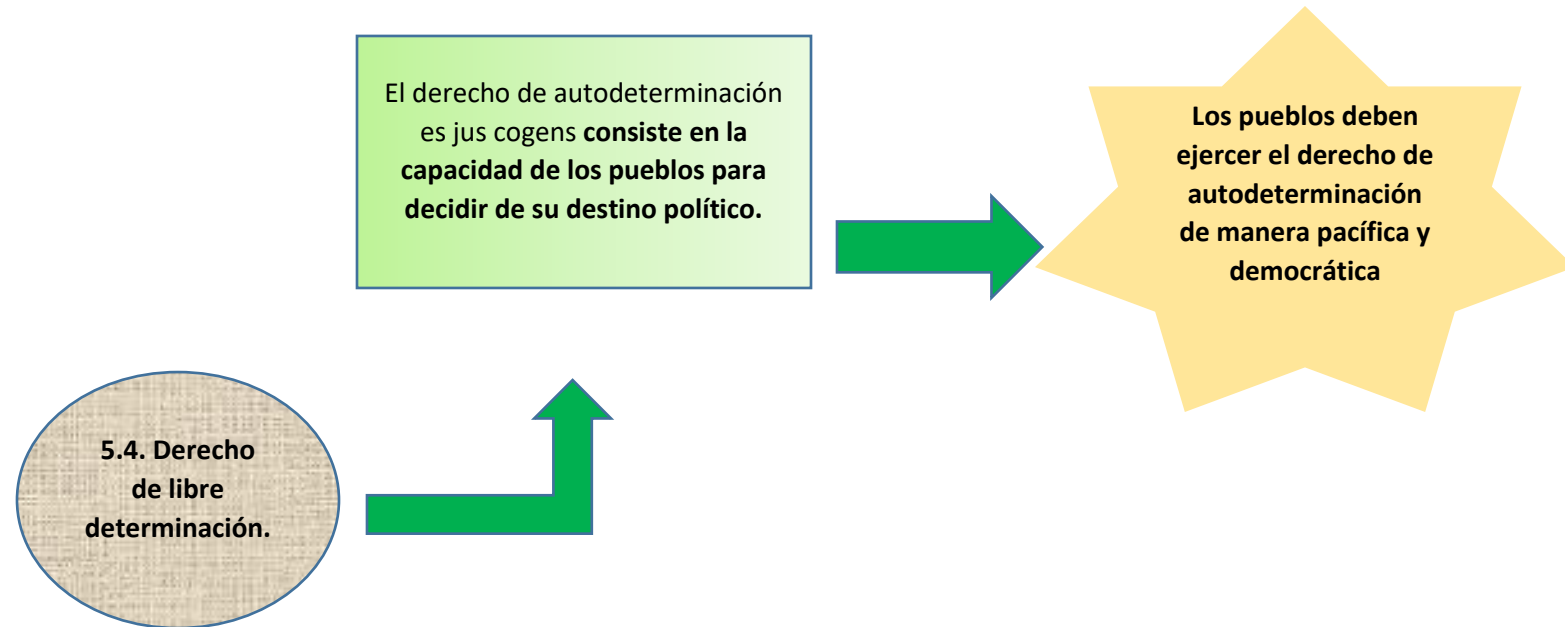 El derecho de autodeterminación
es jus cogens consiste en la
capacidad de los pueblos para
decidir de su destino político.
Los pueblos deben
ejercer el derecho de
autodeterminación
de manera pacífica y
democrática
5.4. Derecho
de libre
determinación.